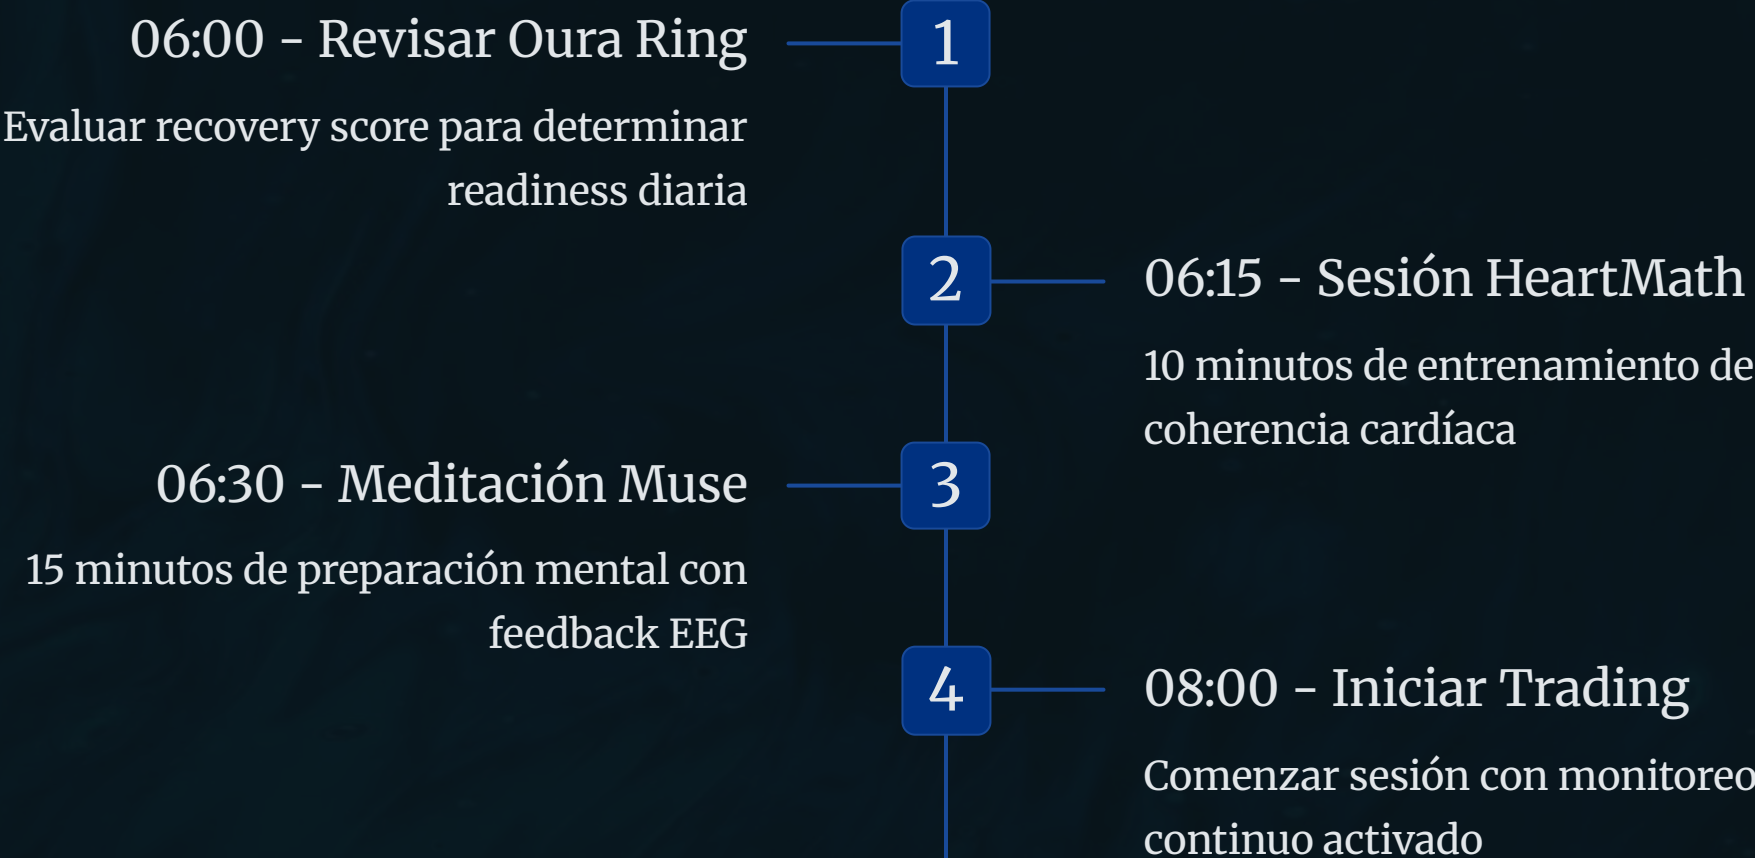 06:00 - Revisar Oura Ring
1
Evaluar recovery score para determinar
readiness diaria
2
06:15 - Sesión HeartMath
10 minutos de entrenamiento de
coherencia cardíaca
06:30 - Meditación Muse
3
15 minutos de preparación mental con
feedback EEG
4
08:00 - Iniciar Trading
Comenzar sesión con monitoreo
continuo activado